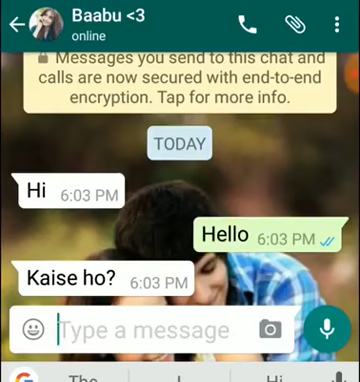 Baabu <3
online
Messages you send to this chat and
calls are now secured with end-to-end
encryption. Tap for more info.
TODAY
Hi 6:03 PM
Hello 6:03 PM
Kaise ho? 6:03 PM
Type a message
The I Hi